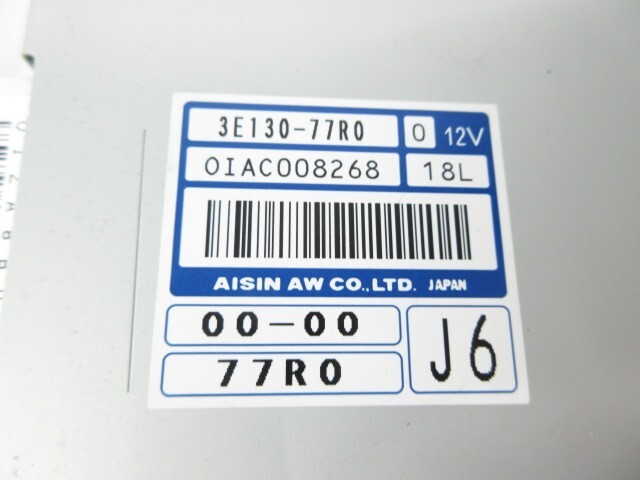 3E130-77R0 0 12V
0IAC008268 18L
AISIN AW CO.,LTD. JAPAN
00-00
77R0
J6